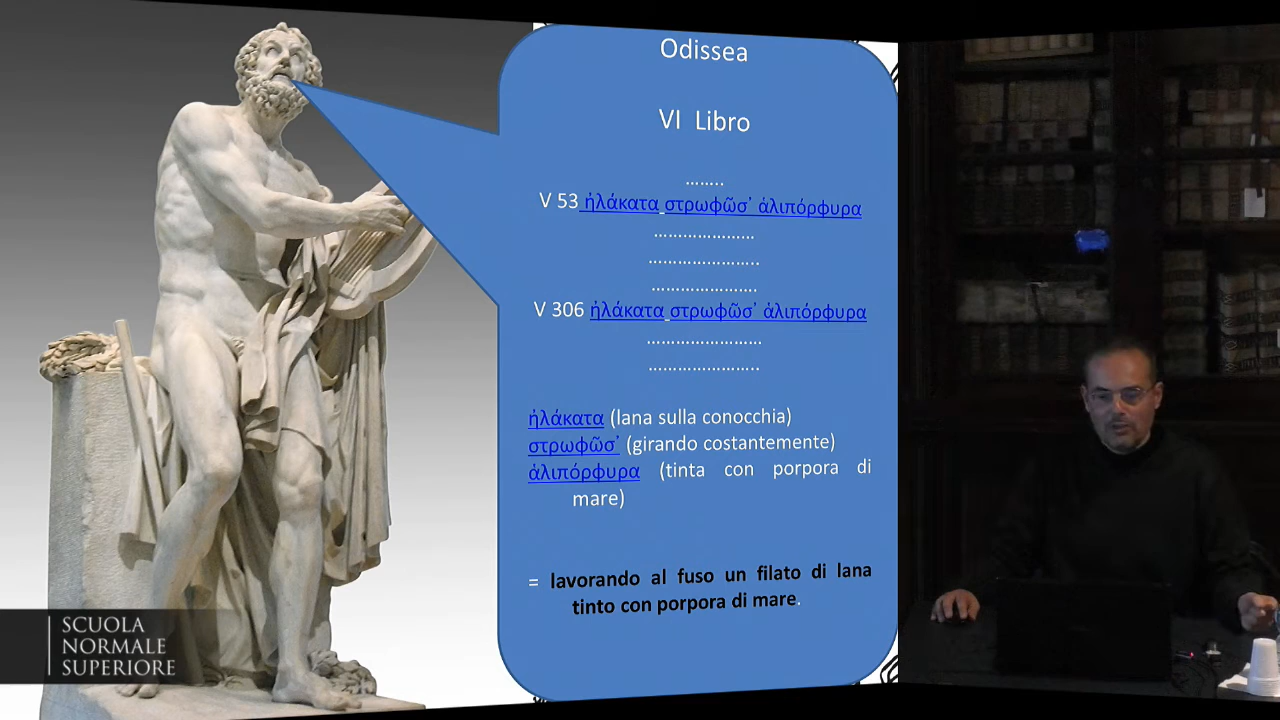 Odissea
VI Libro
........
V 53 ἠλάκατα στρωφῶσ᾽ ἁλιπόρφυρα
....................
......................
.....................
V 306 ἠλάκατα στρωφῶσ᾽ ἁλιπόρφυρα
.......................
......................
ἠλάκατα (lana sulla conocchia)
στρωφῶσ᾽ (girando costantemente)
ἁλιπόρφυρα (tinta con porpora di
mare)
= lavorando al fuso un filato di lana
tinto con porpora di mare.
SCUOLA
NORMALE
SUPERIORE